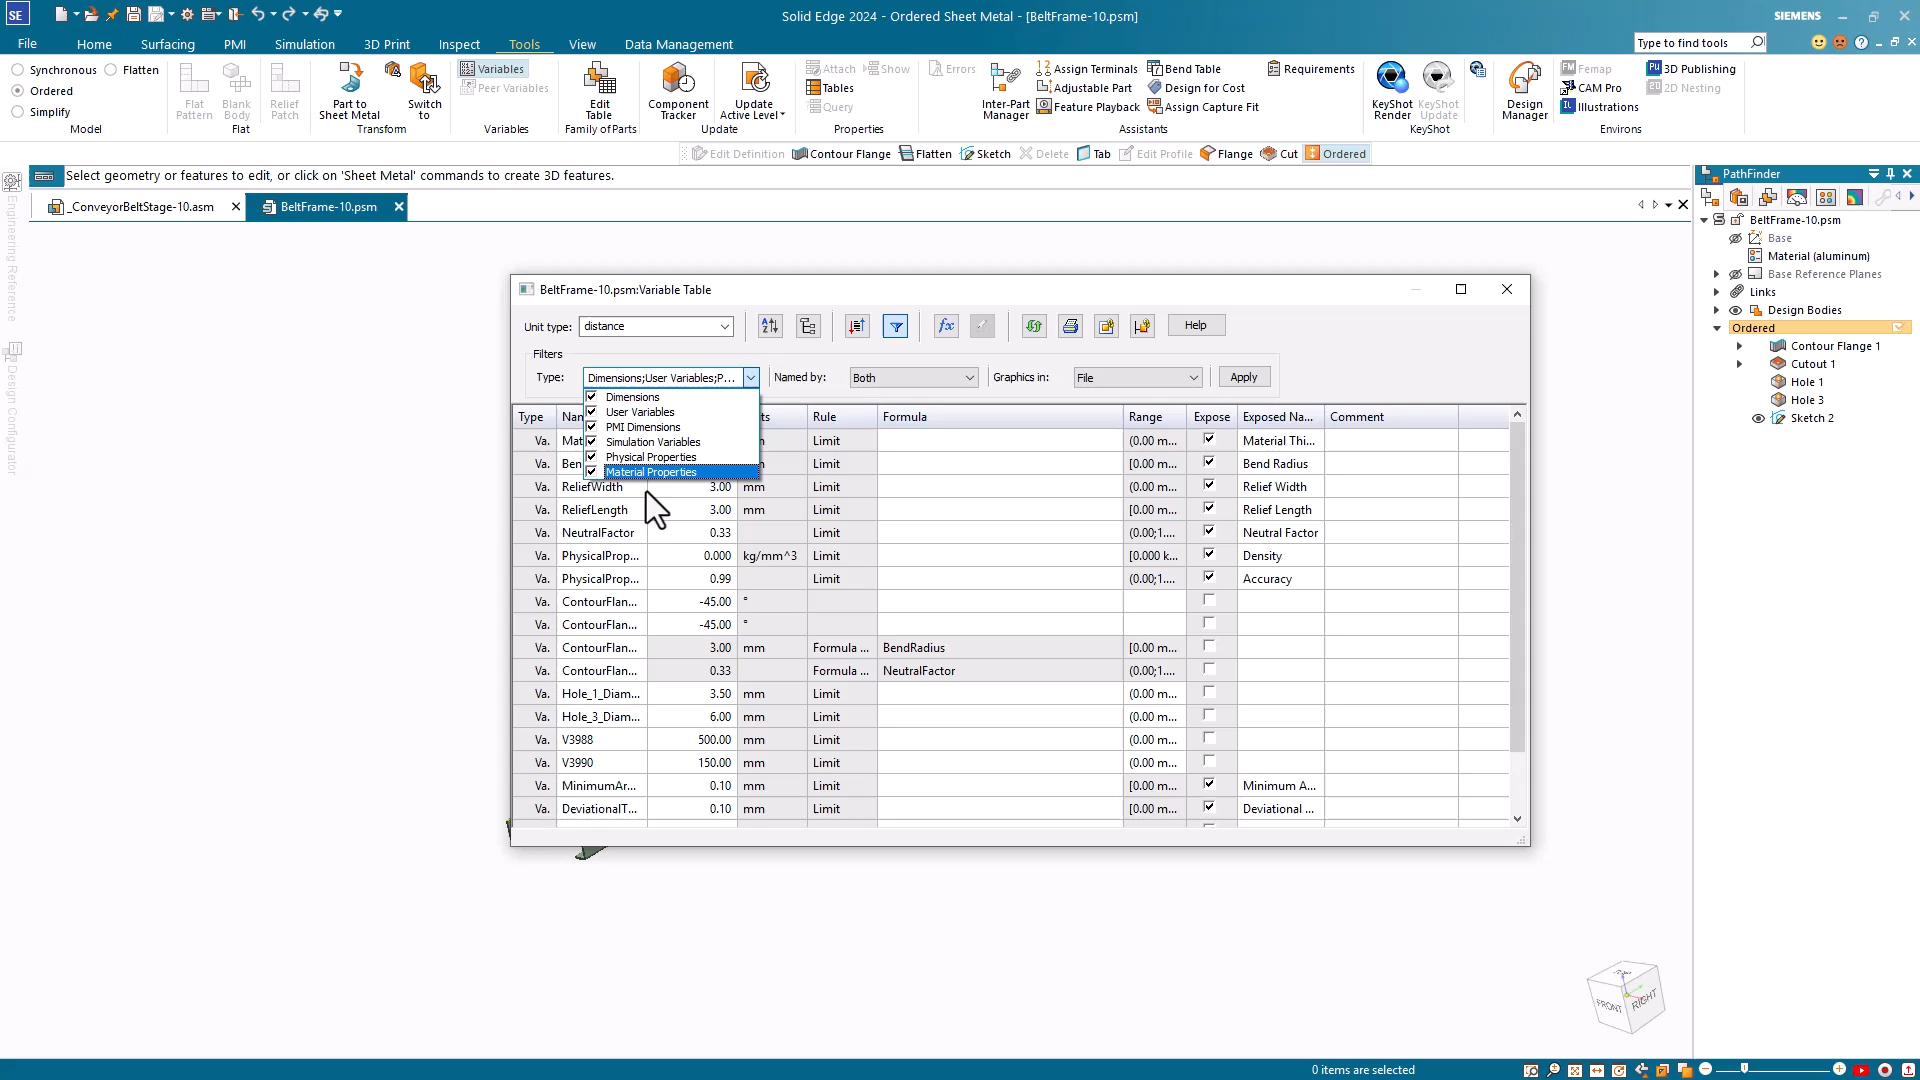 SE
Solid Edge 2024 - Ordered Sheet Metal - [BeltFrame-10.psm]
SIEMENS
File Home Surfacing PMI Simulation 3D Print Inspect Tools View Data Management
Type to find tools
Synchronous Flatten
Ordered
Simplify
Model
Flat Pattern
Blank Body
Relief Patch
Flat
Part to Sheet Metal
Switch to
Transform
Variables
Peer Variables
Variables
Edit Table
Family of Parts
Component Tracker
Update Active Level
Update
Attach Show
Tables
Query
Properties
Errors
Inter-Part Manager
Assign Terminals
Adjustable Part
Feature Playback
Bend Table
Design for Cost
Assign Capture Fit
Requirements
Assistants
KeyShot Render
KeyShot Update
KeyShot
Design Manager
Femap
CAM Pro
Illustrations
3D Publishing
2D Nesting
Environs
Edit Definition Contour Flange Flatten Sketch Delete Tab Edit Profile Flange Cut Ordered
Select geometry or features to edit, or click on 'Sheet Metal' commands to create 3D features.
_ConveyorBeltStage-10.asm
BeltFrame-10.psm
Engineering Reference
Design Configurator
PathFinder
BeltFrame-10.psm
Base
Material (aluminum)
Base Reference Planes
Links
Design Bodies
Ordered
Contour Flange 1
Cutout 1
Hole 1
Hole 3
Sketch 2
BeltFrame-10.psm:Variable Table
Unit type: distance
fx
Help
Filters
Type: Dimensions;User Variables;P... Named by: Both Graphics in: File Apply
Dimensions
User Variables
PMI Dimensions
Simulation Variables
Physical Properties
Material Properties
Type Nan ts Rule Formula Range Expose Exposed Na... Comment
Va. Mat Limit (0.00 m... Material Thi...
Va. Ben Limit [0.00 m... Bend Radius
Va. ReliefWidth 3.00 mm Limit (0.00 m... Relief Width
Va. ReliefLength 3.00 mm Limit [0.00 m... Relief Length
Va. NeutralFactor 0.33 Limit (0.00;1.... Neutral Factor
Va. PhysicalProp... 0.000 kg/mm^3 Limit [0.000 k... Density
Va. PhysicalProp... 0.99 Limit (0.00;1.... Accuracy
Va. ContourFlan... -45.00 °
Va. ContourFlan... -45.00 °
Va. ContourFlan... 3.00 mm Formula ... BendRadius [0.00 m...
Va. ContourFlan... 0.33 Formula ... NeutralFactor (0.00;1....
Va. Hole_1_Diam... 3.50 mm Limit (0.00 m...
Va. Hole_3_Diam... 6.00 mm Limit (0.00 m...
Va. V3988 500.00 mm Limit (0.00 m...
Va. V3990 150.00 mm Limit (0.00 m...
Va. MinimumAr... 0.10 mm Limit [0.00 m... Minimum A...
Va. DeviationalT... 0.10 mm Limit [0.00 m... Deviational ...
FRONT
RIGHT
0 items are selected